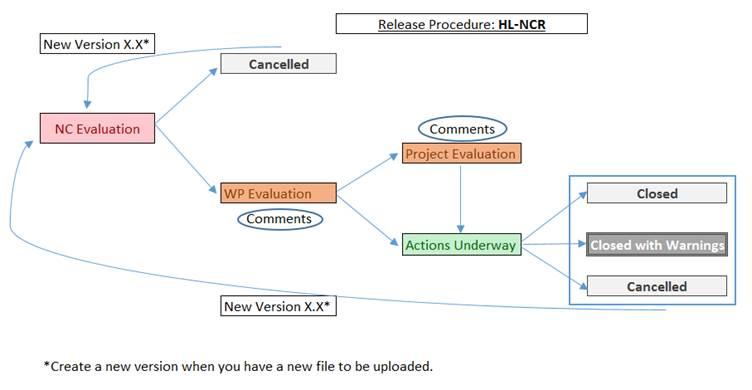 Release Procedure: HL-NCR
New Version X.X*
Cancelled
NC Evaluation
Comments
Project Evaluation
WP Evaluation
Closed
Comments
Actions Underway
Closed with Warnings
Cancelled
New Version X.X*
*Create a new version when you have a new file to be uploaded.